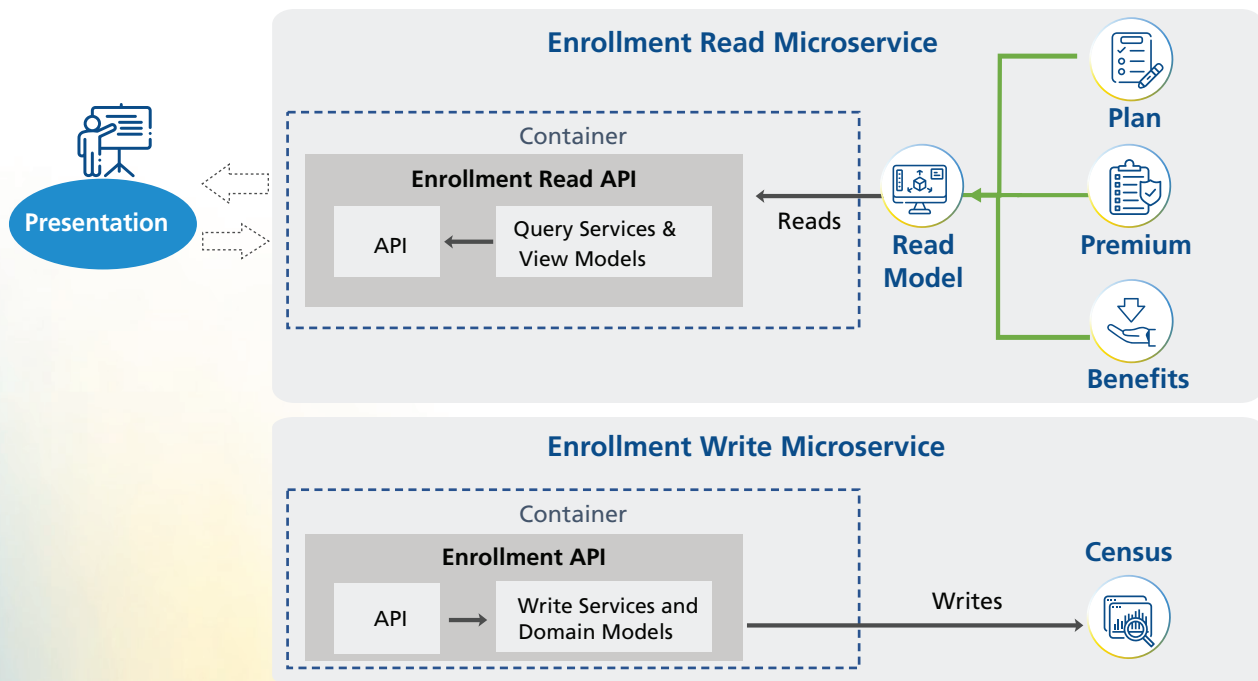 Enrollment Read Microservice
Plan
Container
Enrollment Read API
Presentation
API
Query Services &
View Models
Reads
Read
Model
Premium
Benefits
Enrollment Write Microservice
Container
Enrollment API
API
Write Services and
Domain Models
Writes
Census